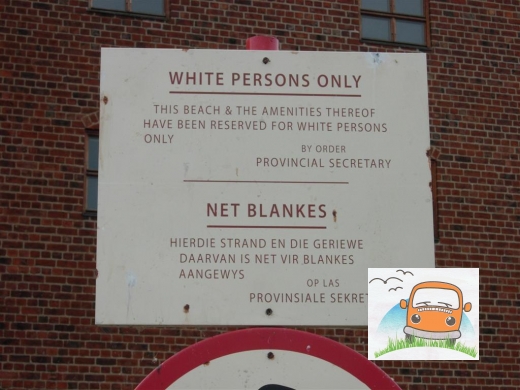 WHITE PERSONS ONLY
THIS BEACH & THE AMENITIES THEREOF
HAVE BEEN RESERVED FOR WHITE PERSONS
ONLY
BY ORDER
PROVINCIAL SECRETARY
NET BLANKES
HIERDIE STRAND EN DIE GERIEWE
DAARVAN IS NET VIR BLANKES
AANGEWYS
OP LAS
PROVINSIALE